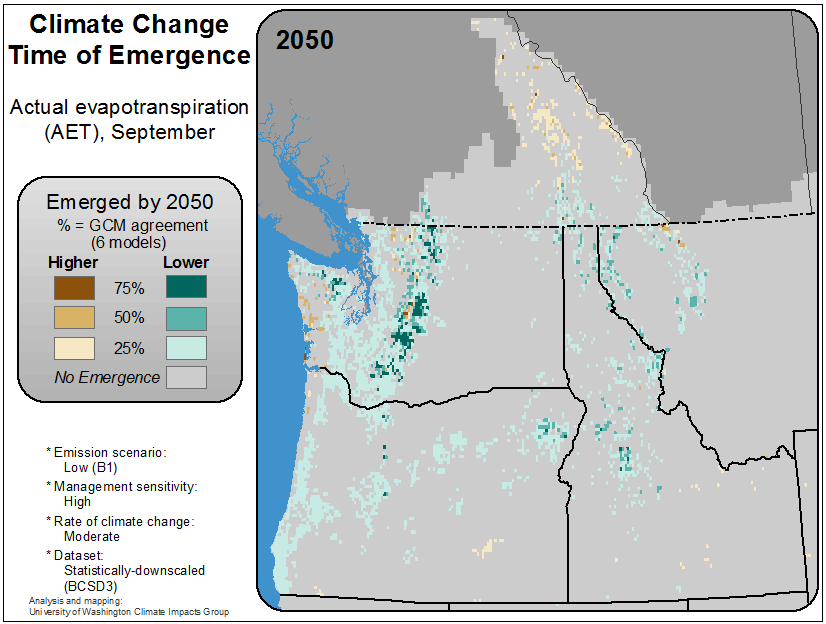 Climate Change
Time of Emergence
Actual evapotranspiration
(AET), September
Emerged by 2050
% = GCM agreement
(6 models)
Higher Lower
75%
50%
25%
No Emergence
* Emission scenario:
Low (B1)
* Management sensitivity:
High
* Rate of climate change:
Moderate
* Dataset:
Statistically-downscaled
(BCSD3)
Analysis and mapping:
University of Washington Climate Impacts Group
2050